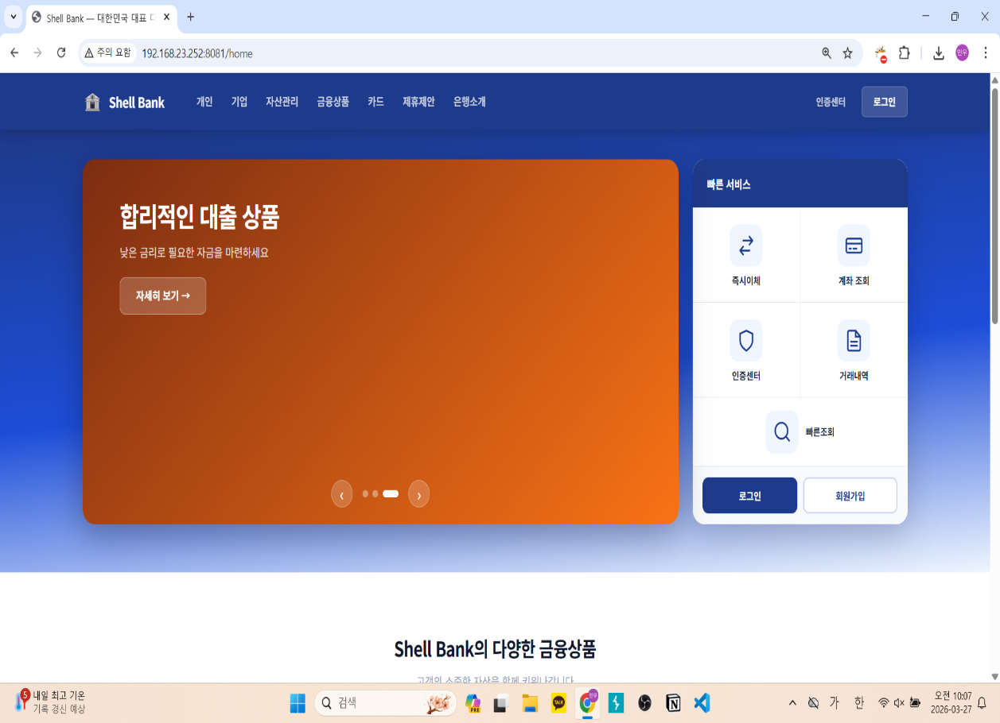 Shell Bank — 대한민국 대표 디
주의 요함
192.168.23.252:8081/home
민우
Shell Bank
개인
기업
자산관리
금융상품
카드
제휴제안
은행소개
인증센터
로그인
합리적인 대출 상품
낮은 금리로 필요한 자금을 마련하세요
자세히 보기 →
빠른 서비스
즉시이체
계좌 조회
인증센터
거래내역
빠른조회
로그인
회원가입
Shell Bank의 다양한 금융상품
고객의 소중한 자산을 함께 키워나갑니다
5
내일 최고 기온
기록 경신 예상
검색
PRE
TALK
민우
가
한
오전 10:07
2026-03-27